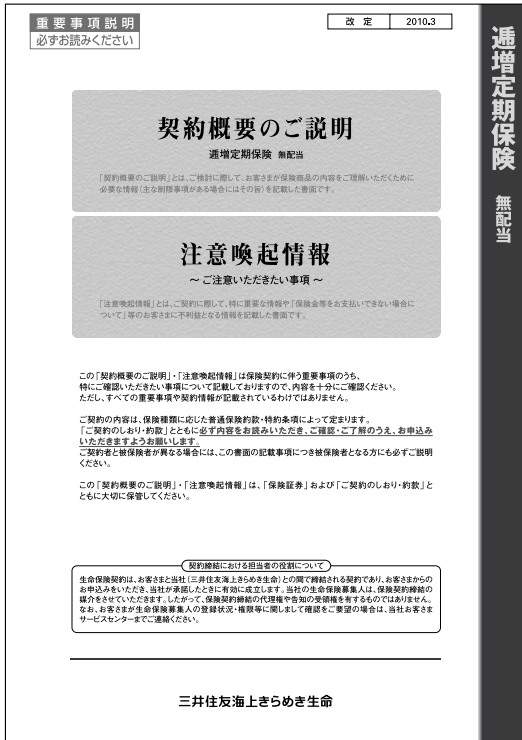 重要事項説明
必ずお読みください
改定 2010.3
逓増定期保険 無配当
契約概要のご説明
逓増定期保険 無配当
「契約概要のご説明」とは、ご検討に際して、お客さまが保険商品の内容をご理解いただくために
必要な情報(主な制限事項がある場合にはその旨)を記載した書面です。
注意喚起情報
～ ご注意いただきたい事項 ～
「注意喚起情報」とは、ご契約に際して、特に重要な情報や「保険金等をお支払いできない場合に
ついて」等のお客さまに不利益となる情報を記載した書面です。
この「契約概要のご説明」・「注意喚起情報」は保険契約に伴う重要事項のうち、
特にご確認いただきたい事項について記載しておりますので、内容を十分にご確認ください。
ただし、すべての重要事項や契約情報が記載されているわけではありません。
ご契約の内容は、保険種類に応じた普通保険約款・特約条項によって定まります。
「ご契約のしおり・約款」とともに必ず内容をお読みいただき、ご確認・ご了解のうえ、お申込み
いただきますようお願いします。
ご契約者と被保険者が異なる場合には、この書面の記載事項につき被保険者となる方にも必ずご説明
ください。
この「契約概要のご説明」・「注意喚起情報」は、「保険証券」および「ご契約のしおり・約款」と
ともに大切に保管してください。
契約締結における担当者の役割について
生命保険契約は、お客さまと当社(三井住友海上きらめき生命)との間で締結される契約であり、お客さまからの
お申込みをいただき、当社が承諾したときに有効に成立します。当社の生命保険募集人は、保険契約締結の
媒介をさせていただきます。したがって、保険契約締結の代理権や告知の受領権を有するものではありません。
なお、お客さまが生命保険募集人の登録状況・権限等に関しまして確認をご要望の場合は、当社お客さま
サービスセンターまでご連絡ください。
三井住友海上きらめき生命